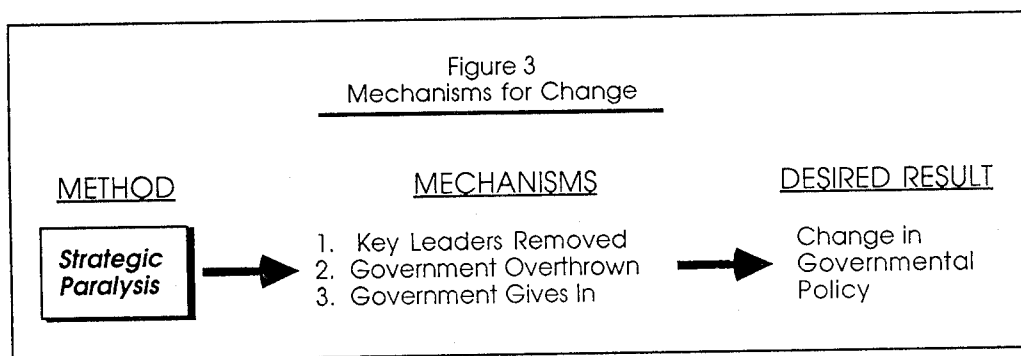 Figure 3
Mechanisms for Change
METHOD
Strategic
Paralysis
MECHANISMS
1. Key Leaders Removed
2. Government Overthrown
3. Government Gives In
DESIRED RESULT
Change in
Governmental
Policy